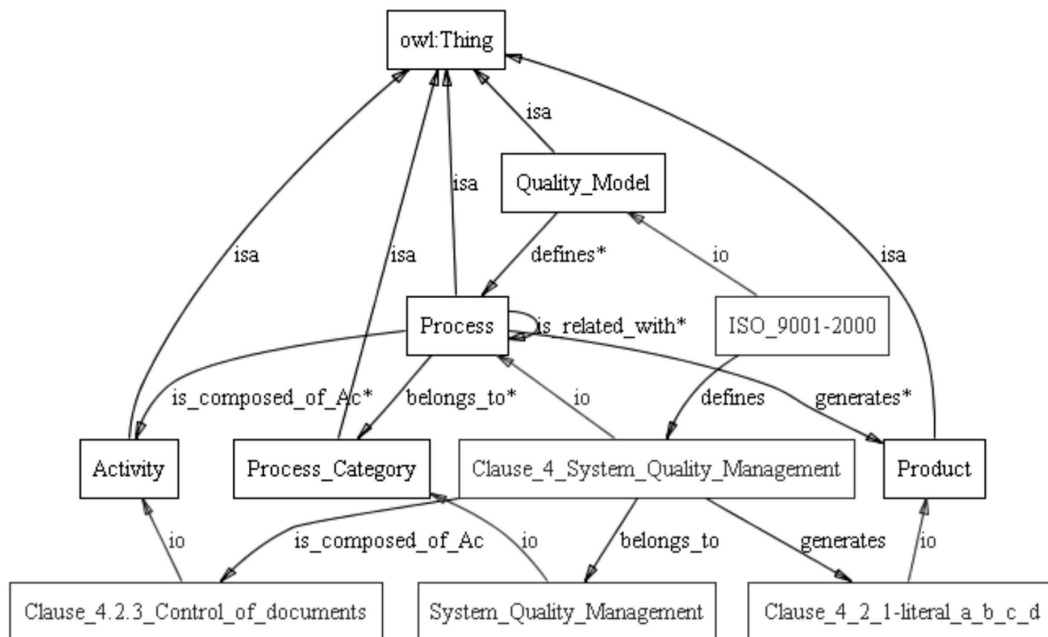 owl:Thing
isa
Quality_Model
isa
isa
isa
isa
defines*
io
Process
is_related_with*
ISO_9001-2000
is_composed_of_Ac*
belongs_to*
io
defines
generates*
Activity
Process_Category
Clause_4_System_Quality_Management
Product
io
is_composed_of_Ac
io
belongs_to
generates
io
Clause_4.2.3_Control_of_documents
System_Quality_Management
Clause_4_2_1-literal_a_b_c_d